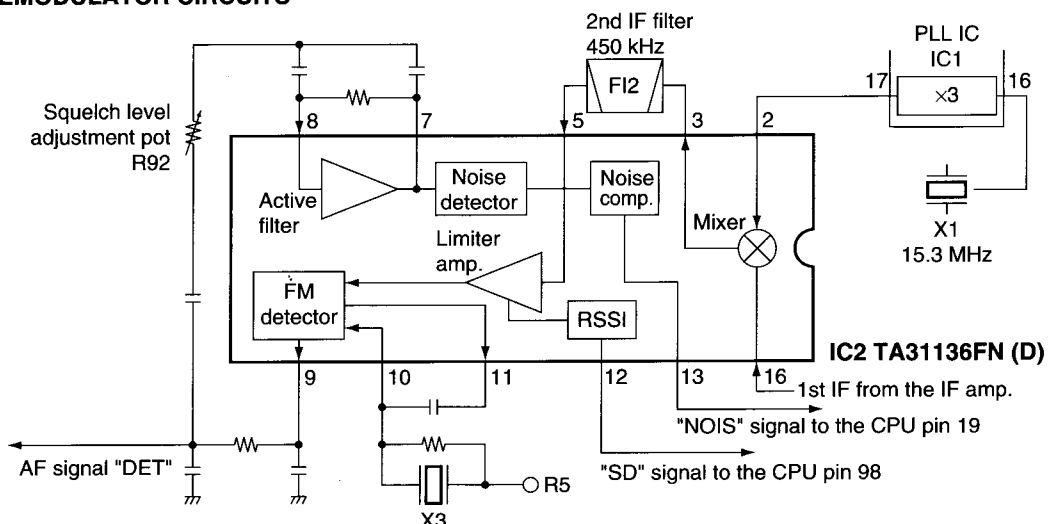 EMODULATOR CIRCUITS
2nd IF filter
450 kHz
FI2
PLL IC
IC1
17
×3
16
Squelch level
adjustment pot
R92
8
7
5
3
2
Active
filter
Noise
detector
Noise
comp.
Mixer
X1
15.3 MHz
Limiter
amp.
FM
detector
RSSI
IC2 TA31136FN (D)
9
10
11
12
13
16
1st IF from the IF amp.
"NOIS" signal to the CPU pin 19
AF signal "DET"
"SD" signal to the CPU pin 98
R5
X3